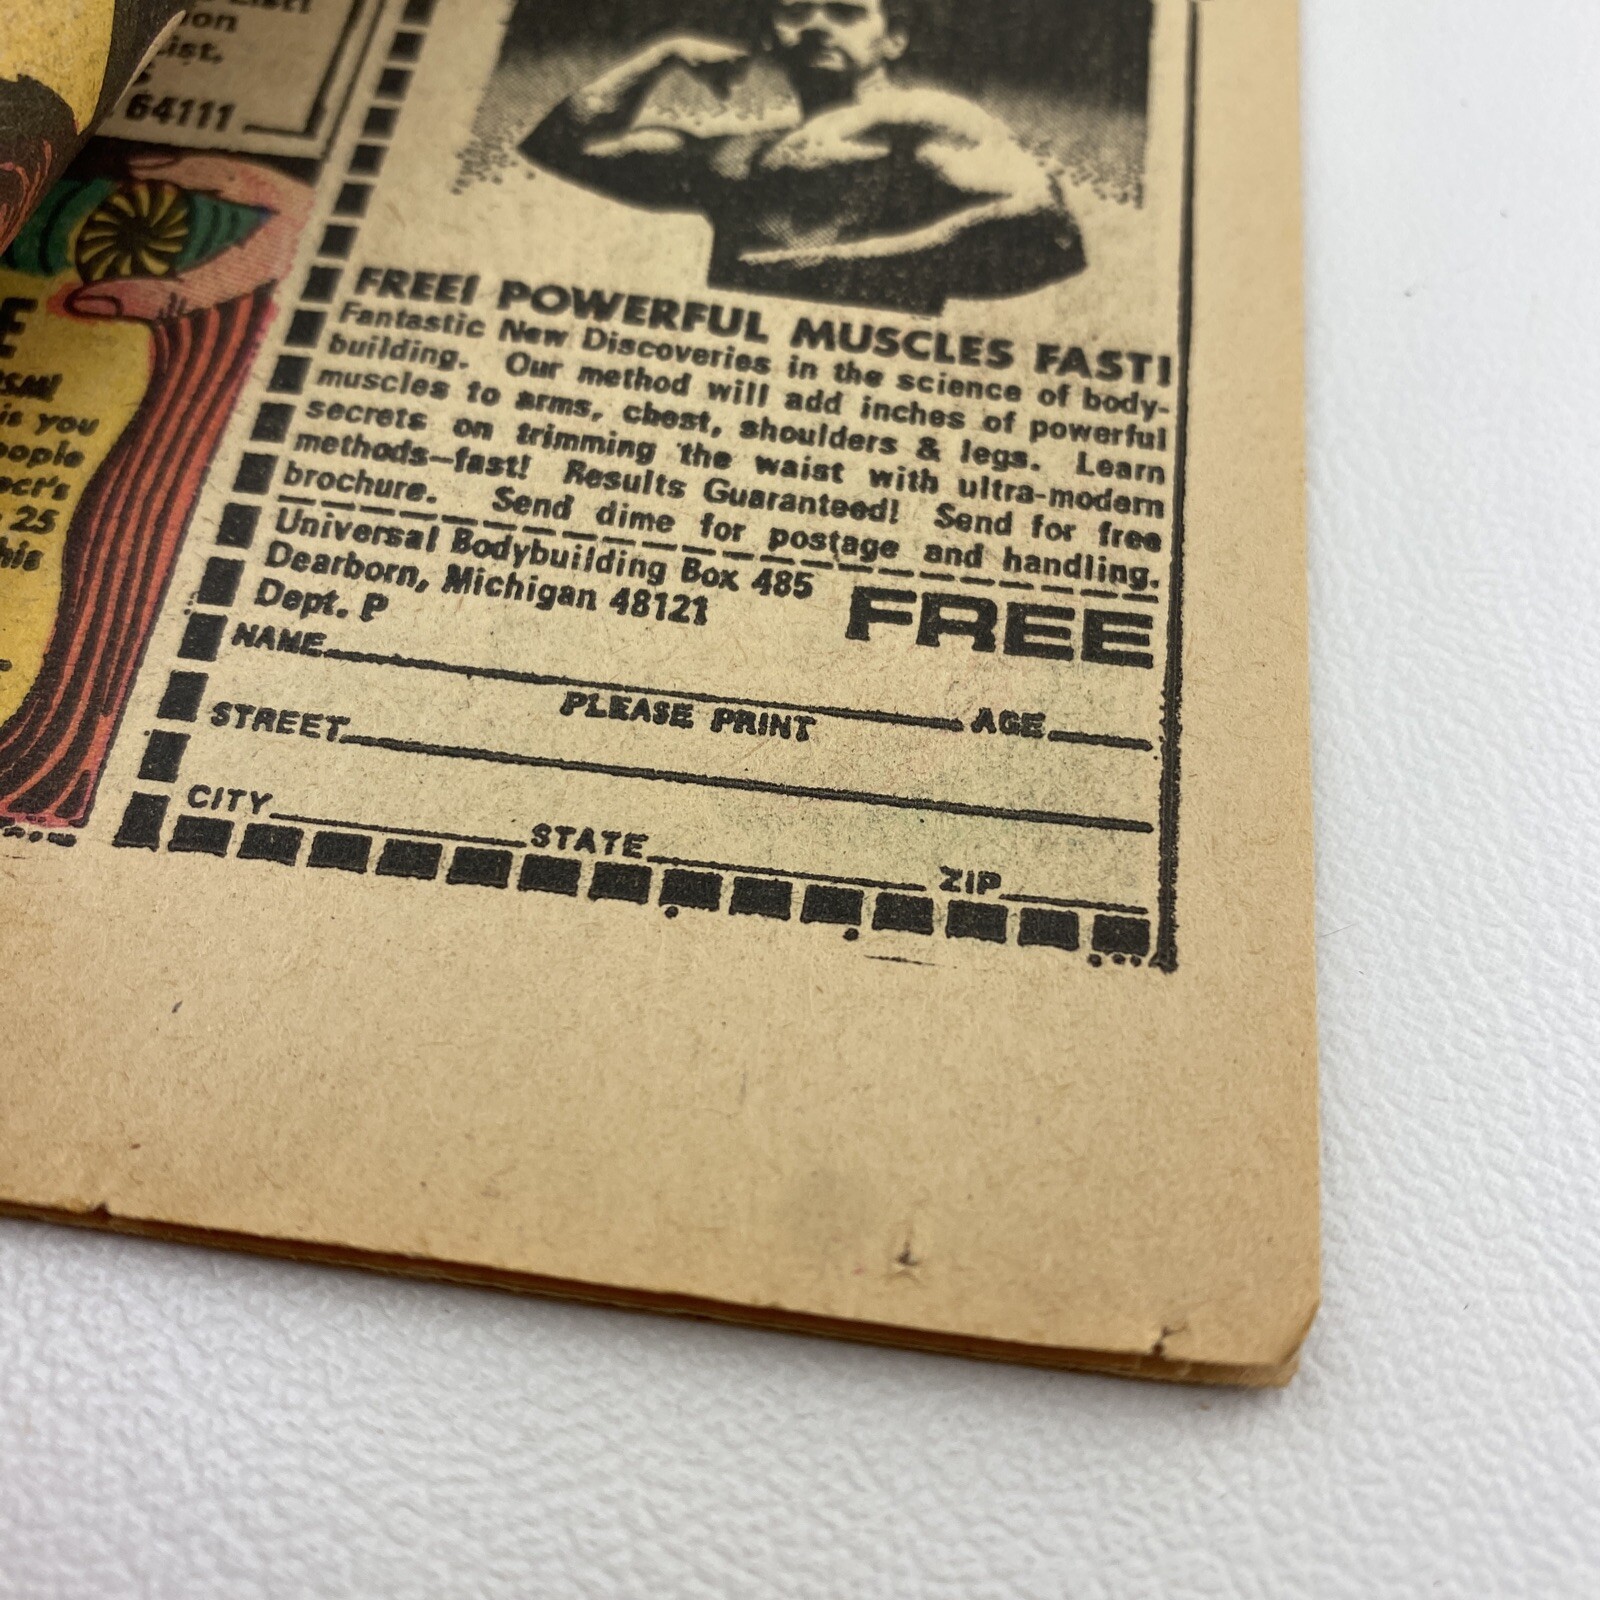 64111
is you
25
FREE! POWERFUL MUSCLES FAST!
Fantastic New Discoveries in the science of body-
building. Our method will add inches of powerful
muscles to arms, chest, shoulders & legs. Learn
secrets on trimming the waist with ultra-modern
methods—fast! Results Guaranteed! Send for free
brochure. Send dime for postage and handling.
Universal Bodybuilding Box 485
Dearborn, Michigan 48121
Dept. P
FREE
NAME
PLEASE PRINT
AGE
STREET
CITY
STATE
ZIP